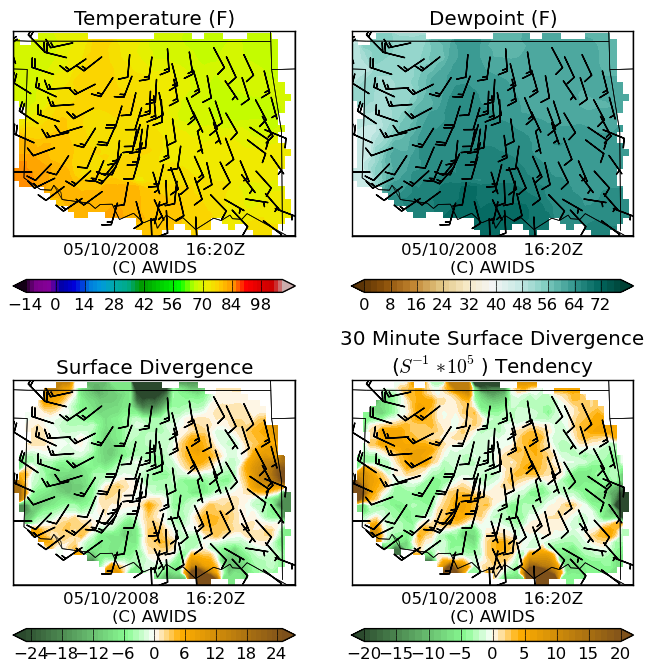 Temperature (F)
Dewpoint (F)
05/10/2008 16:20Z
(C) AWIDS
−14 0 14 28 42 56 70 84 98
05/10/2008 16:20Z
(C) AWIDS
0 8 16 24 32 40 48 56 64 72
Surface Divergence
30 Minute Surface Divergence
(S⁻¹ *10⁵ ) Tendency
05/10/2008 16:20Z
(C) AWIDS
−24 −18 −12 −6 0 6 12 18 24
05/10/2008 16:20Z
(C) AWIDS
−20 −15 −10 −5 0 5 10 15 20